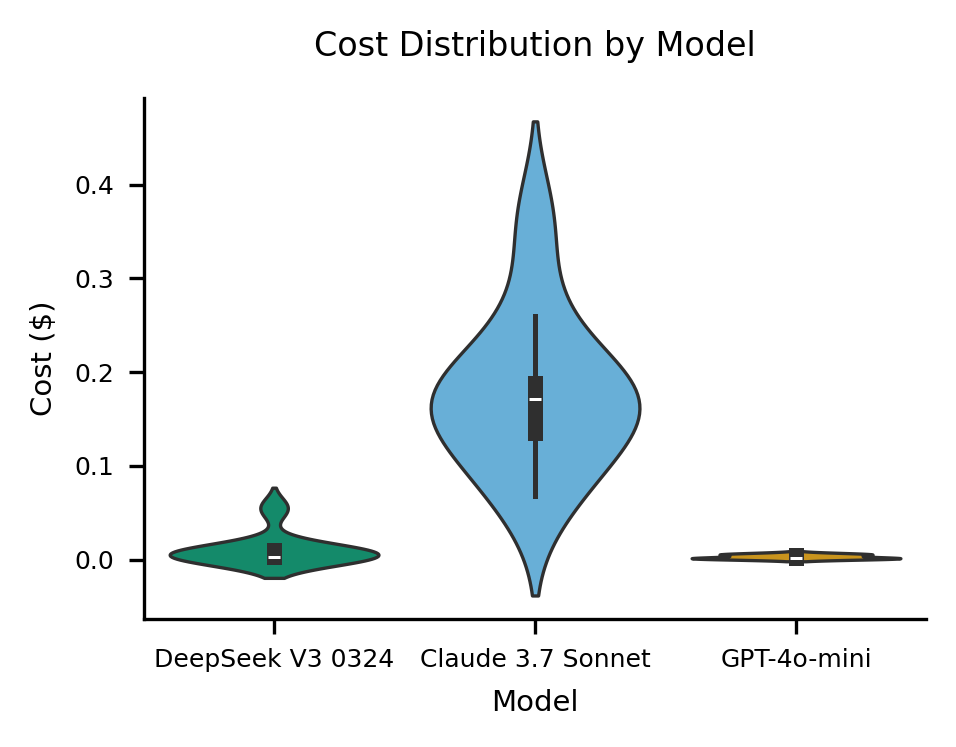 Cost Distribution by Model
Cost ($)
0.4
0.3
0.2
0.1
0.0
DeepSeek V3 0324 Claude 3.7 Sonnet GPT-4o-mini
Model